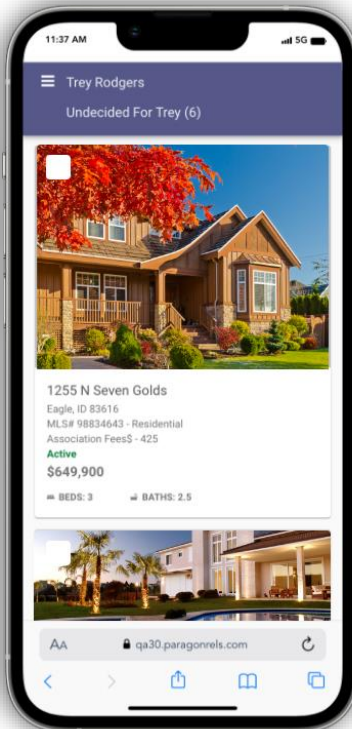 11:37 AM
5G
Trey Rodgers
Undecided For Trey (6)
1255 N Seven Golds
Eagle, ID 83616
MLS# 98834643 - Residential
Association Fees$ - 425
Active
$649,900
BEDS: 3 BATHS: 2.5
AA qa30.paragonrels.com